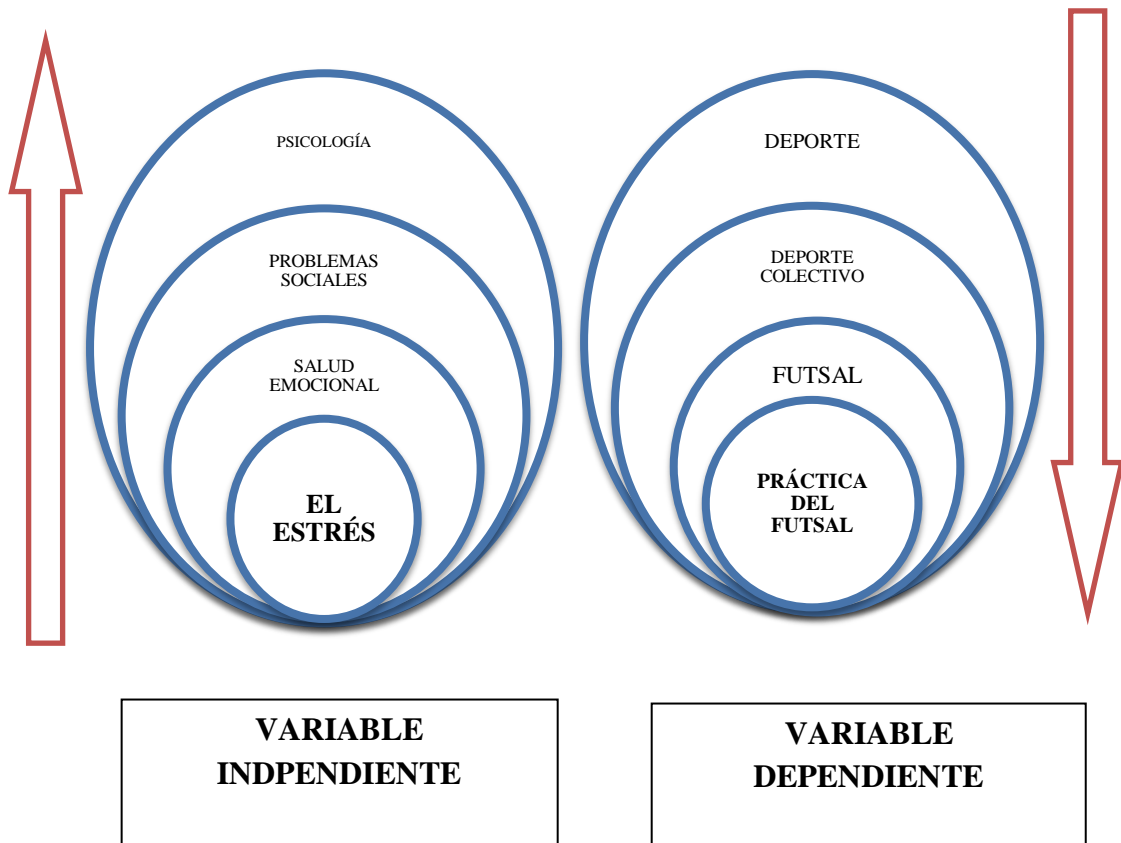 PSICOLOGÍA
PROBLEMAS
SOCIALES
SALUD
EMOCIONAL
EL
ESTRÉS
DEPORTE
DEPORTE
COLECTIVO
FUTSAL
PRÁCTICA
DEL
FUTSAL
VARIABLE
INDPENDIENTE
VARIABLE
DEPENDIENTE